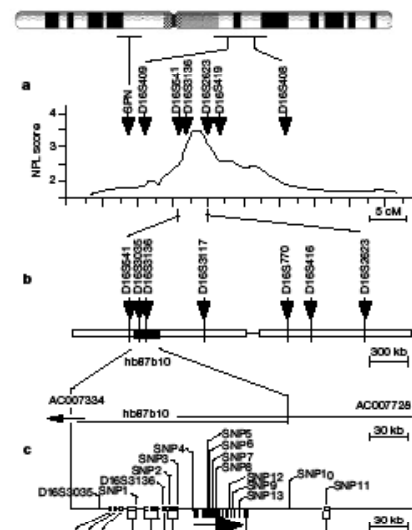 a
SPN
D16S409
D16S541
D16S3136
D16S2623
D16S419
D16S408
NPL score
4
3
2
5 cM
b
D16S541
D16S3035
D16S3136
D16S3117
D16S770
D16S416
D16S2623
300 kb
hb87b10
AC007334
hb87b10
AC007728
30 kb
c
SNP5
SNP4
SNP6
SNP3
SNP7
SNP2
SNP8
D16S3136
SNP12
SNP10
SNP9
D16S3035
SNP1
SNP13
SNP11
30 kb